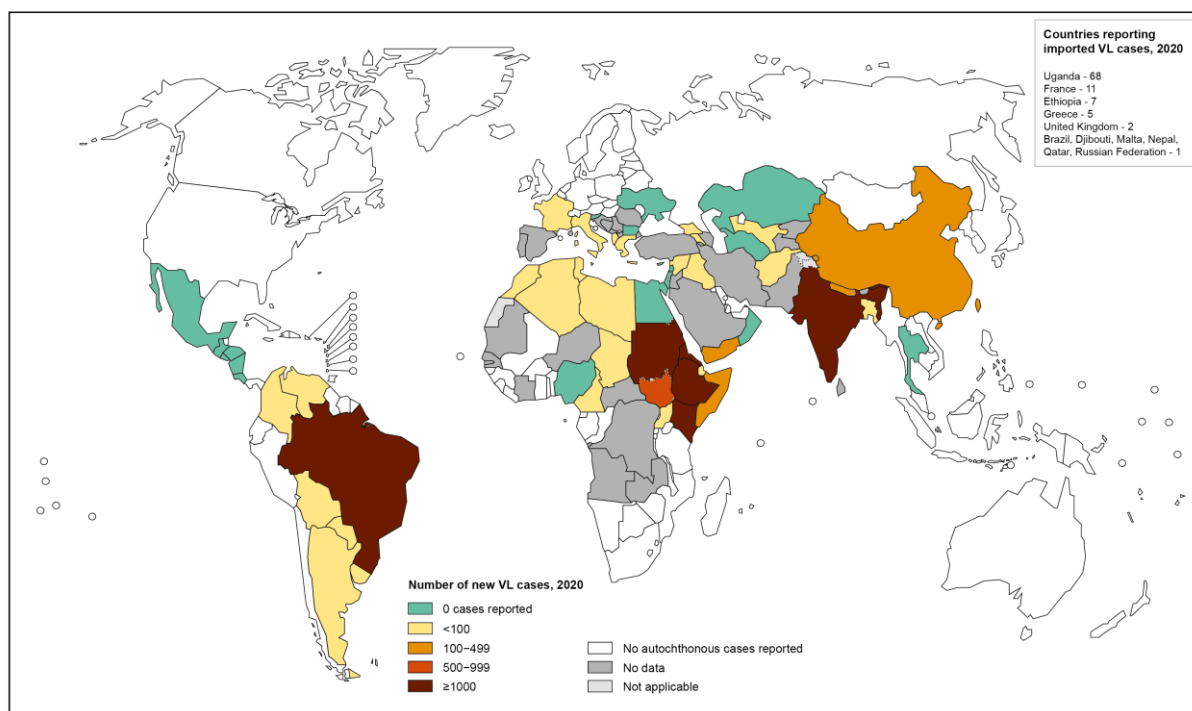 Countries reporting
imported VL cases, 2020
Uganda - 68
France - 11
Ethiopia - 7
Greece - 5
United Kingdom - 2
Brazil, Djibouti, Malta, Nepal,
Qatar, Russian Federation - 1
Number of new VL cases, 2020
0 cases reported
<100
100–499
500–999
≥1000
No autochthonous cases reported
No data
Not applicable